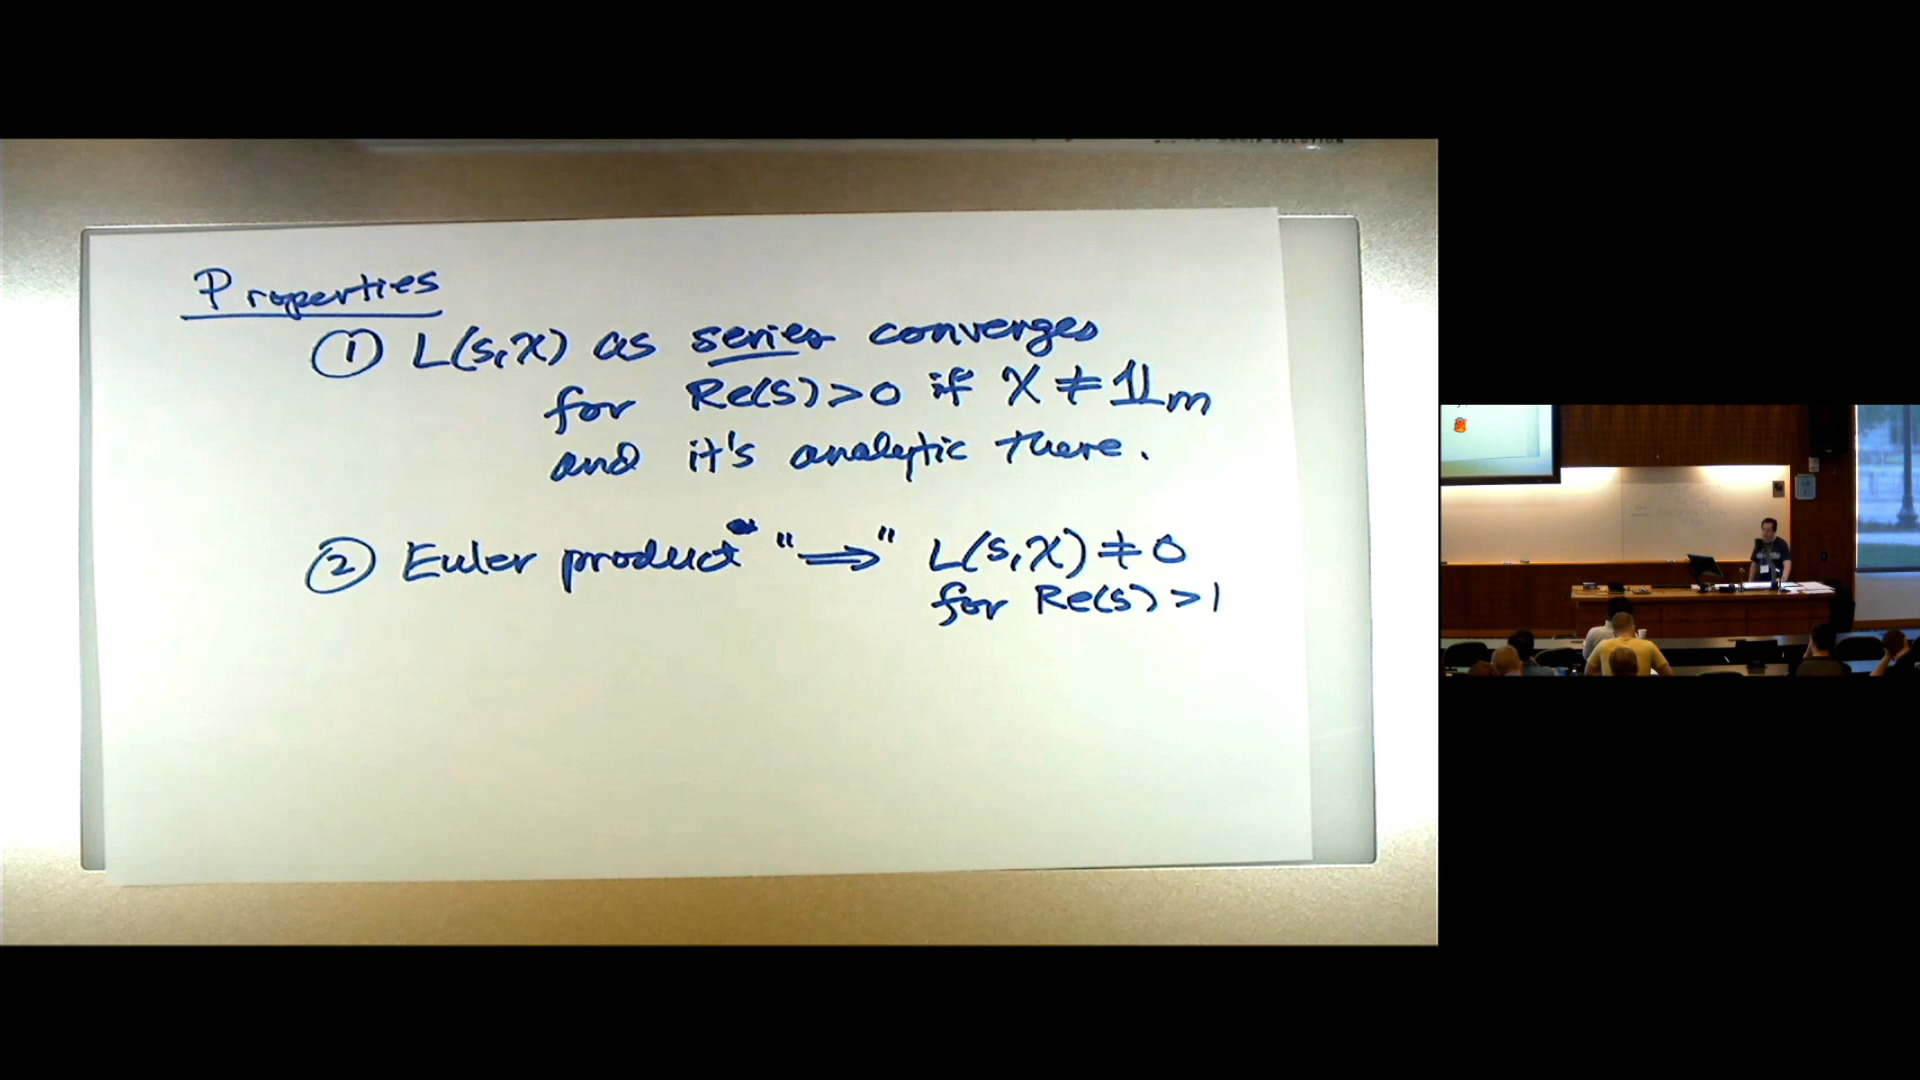 Properties
① L(s,χ) as series converges
for Re(s)>0 if χ ≠ 𝟙m
and it's analytic there.
② Euler product "⟹" L(s,χ) ≠ 0
for Re(s) > 1